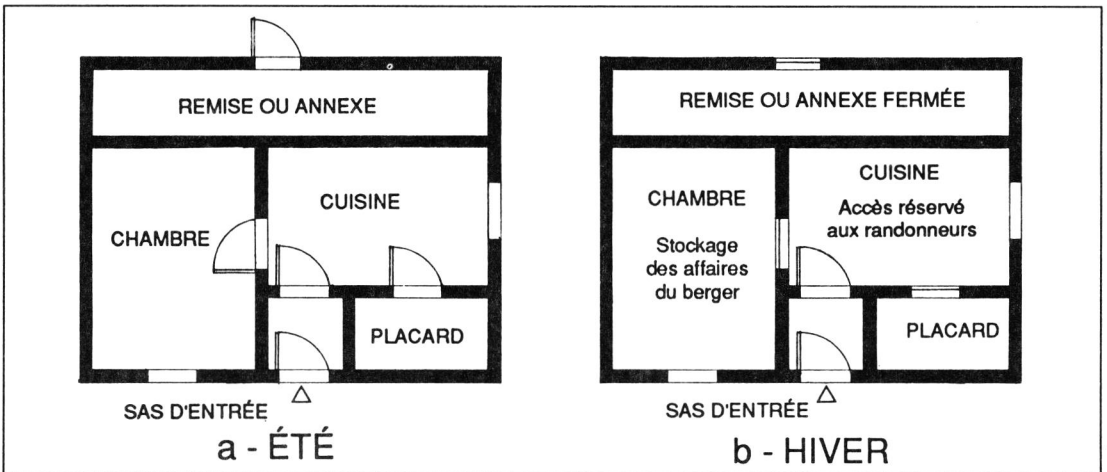 REMISE OU ANNEXE
CHAMBRE
CUISINE
PLACARD
SAS D'ENTRÉE
a - ÉTÉ
REMISE OU ANNEXE FERMÉE
CHAMBRE
Stockage
des affaires
du berger
CUISINE
Accès réservé
aux randonneurs
PLACARD
SAS D'ENTRÉE
b - HIVER